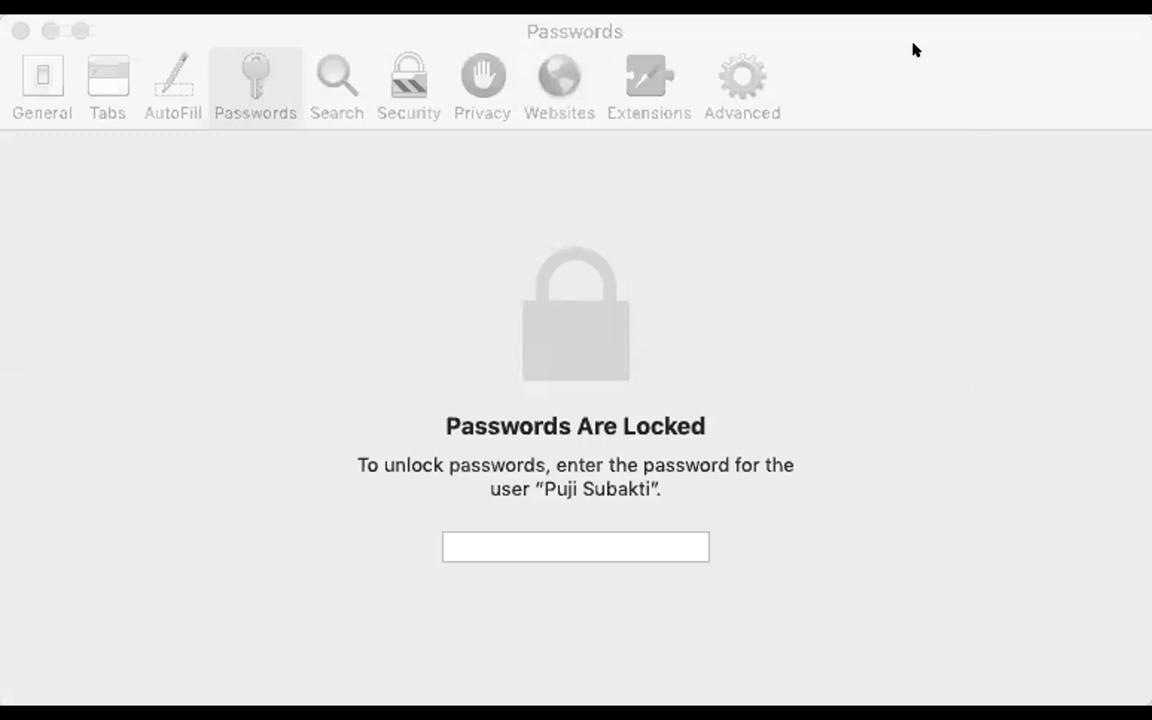 Passwords
General Tabs AutoFill Passwords Search Security Privacy Websites Extensions Advanced
Passwords Are Locked
To unlock passwords, enter the password for the
user “Puji Subakti”.